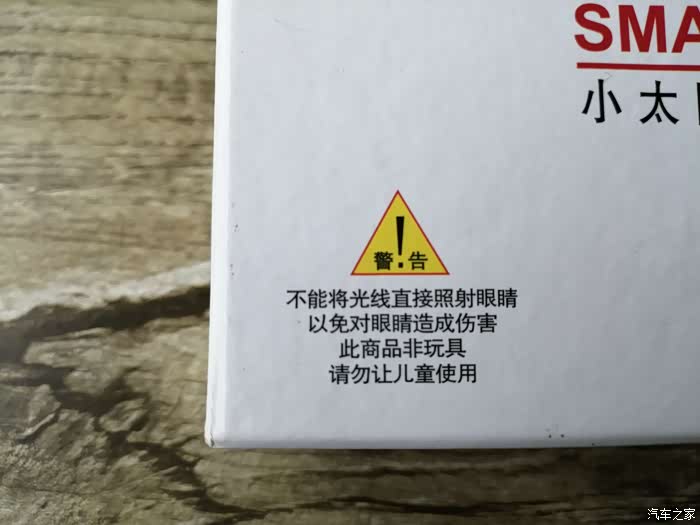 SMA
小太
警!告
不能将光线直接照射眼睛
以免对眼睛造成伤害
此商品非玩具
请勿让儿童使用
汽车之家